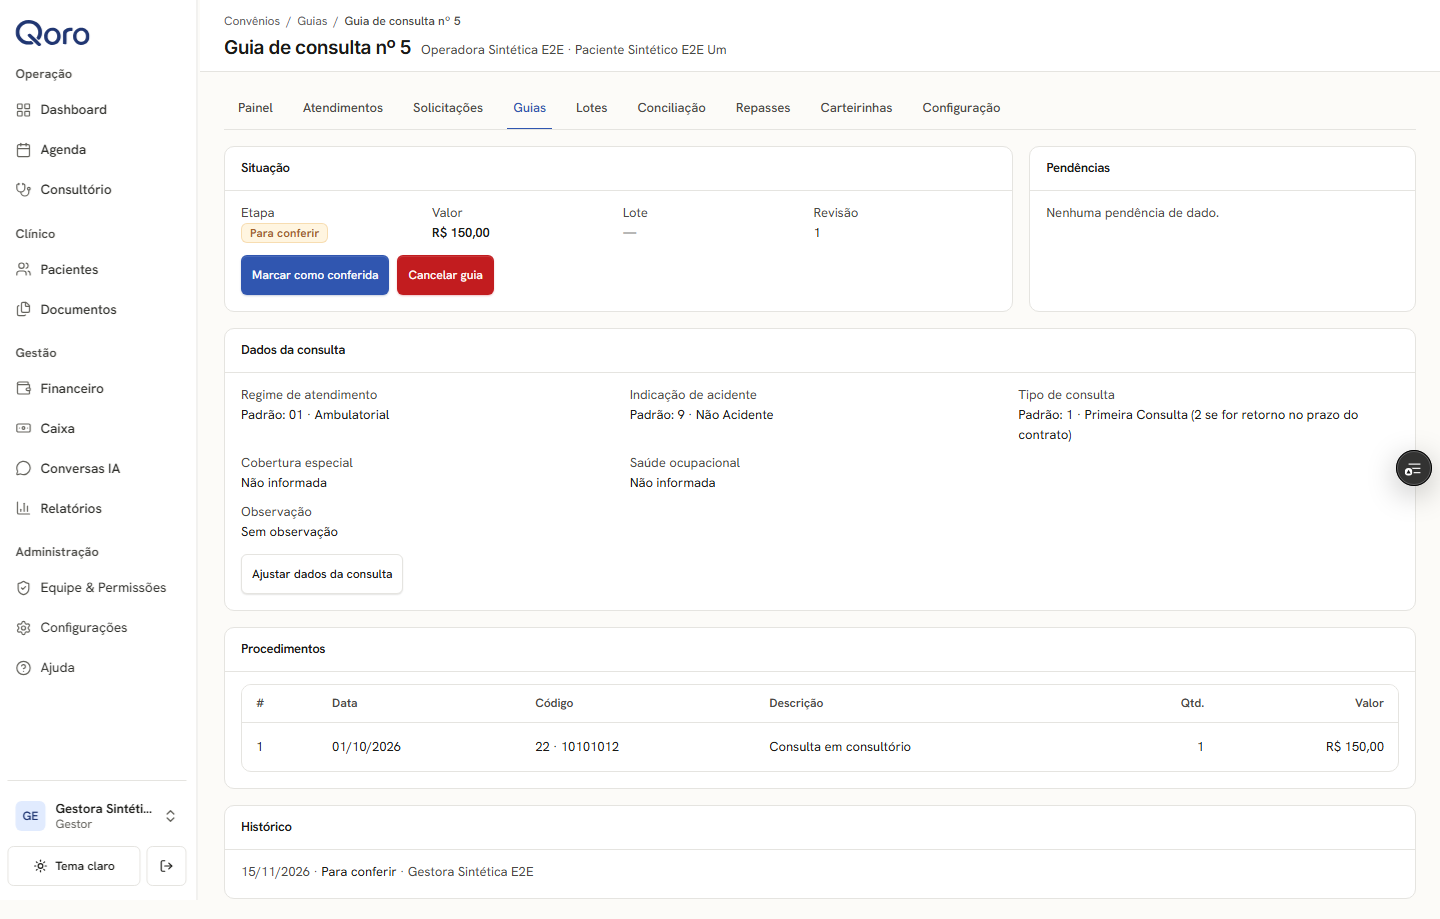 Qoro
Operação
Dashboard
Agenda
Consultório
Clínico
Pacientes
Documentos
Gestão
Financeiro
Caixa
Conversas IA
Relatórios
Administração
Equipe & Permissões
Configurações
Ajuda
GE
Gestora Sintéti...
Gestor
Tema claro
Convênios / Guias / Guia de consulta nº 5
Guia de consulta nº 5 Operadora Sintética E2E · Paciente Sintético E2E Um
Painel Atendimentos Solicitações Guias Lotes Conciliação Repasses Carteirinhas Configuração
Situação
Etapa Valor Lote Revisão
Para conferir R$ 150,00 — 1
Marcar como conferida Cancelar guia
Pendências
Nenhuma pendência de dado.
Dados da consulta
Regime de atendimento Indicação de acidente Tipo de consulta
Padrão: 01 · Ambulatorial Padrão: 9 · Não Acidente Padrão: 1 · Primeira Consulta (2 se for retorno no prazo do
contrato)
Cobertura especial Saúde ocupacional
Não informada Não informada
Observação
Sem observação
Ajustar dados da consulta
Procedimentos
# Data Código Descrição Qtd. Valor
1 01/10/2026 22 · 10101012 Consulta em consultório 1 R$ 150,00
Histórico
15/11/2026 · Para conferir · Gestora Sintética E2E